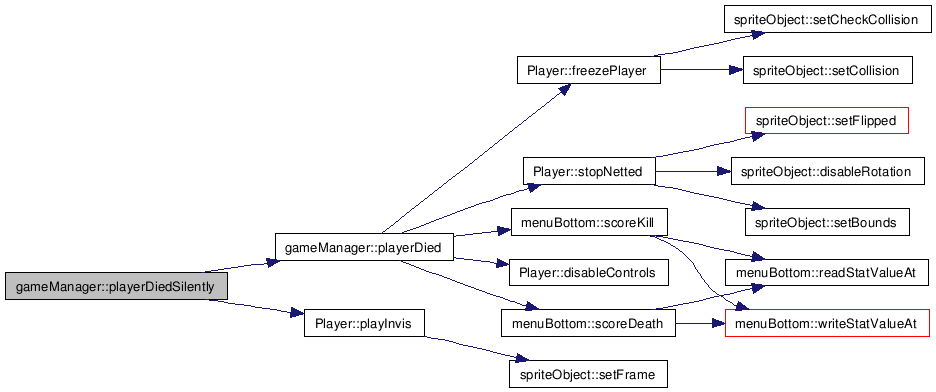 spriteObject::setCheckCollision
Player::freezePlayer
spriteObject::setCollision
spriteObject::setFlipped
Player::stopNetted
spriteObject::disableRotation
menuBottom::scoreKill
spriteObject::setBounds
gameManager::playerDied
Player::disableControls
menuBottom::readStatValueAt
gameManager::playerDiedSilently
Player::playInvis
menuBottom::scoreDeath
menuBottom::writeStatValueAt
spriteObject::setFrame